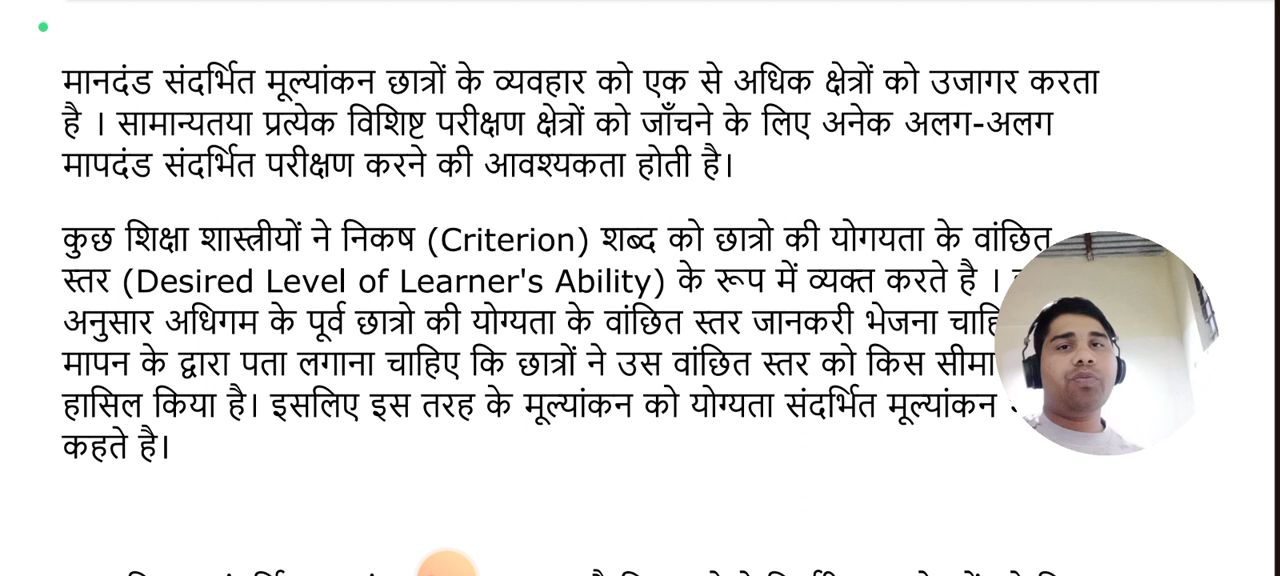 मानदंड संदर्भित मूल्यांकन छात्रों के व्यवहार को एक से अधिक क्षेत्रों को उजागर करता
है । सामान्यतया प्रत्येक विशिष्ट परीक्षण क्षेत्रों को जाँचने के लिए अनेक अलग-अलग
मापदंड संदर्भित परीक्षण करने की आवश्यकता होती है।
कुछ शिक्षा शास्त्रीयों ने निकष (Criterion) शब्द को छात्रो की योगयता के वांछित
स्तर (Desired Level of Learner's Ability) के रूप में व्यक्त करते है ।
अनुसार अधिगम के पूर्व छात्रो की योग्यता के वांछित स्तर जानकरी भेजना
मापन के द्वारा पता लगाना चाहिए कि छात्रों ने उस वांछित स्तर को किस सीमा
हासिल किया है। इसलिए इस तरह के मूल्यांकन को योग्यता संदर्भित मूल्यांकन
कहते है।